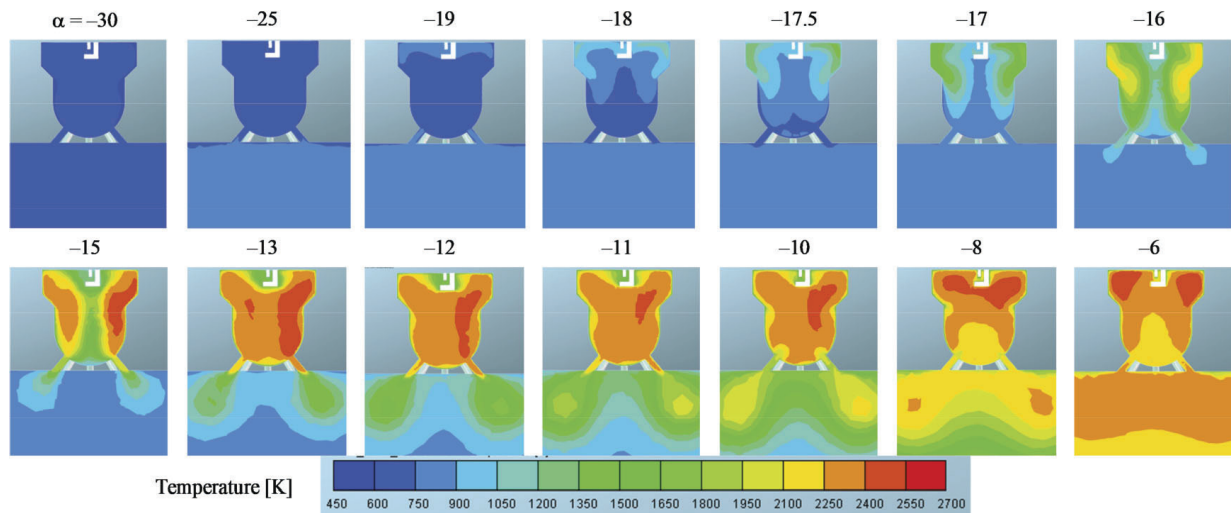 α = –30 –25 –19 –18 –17.5 –17 –16
–15 –13 –12 –11 –10 –8 –6
Temperature [K]
450 600 750 900 1050 1200 1350 1500 1650 1800 1950 2100 2250 2400 2550 2700